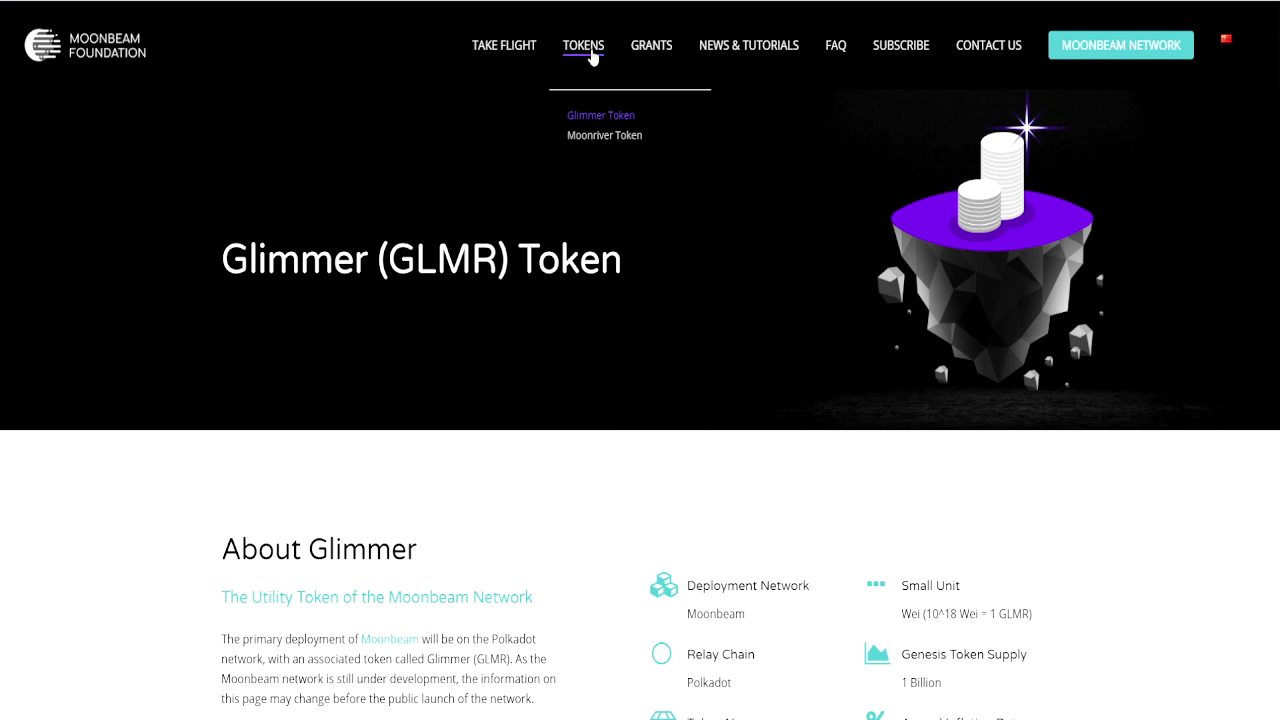 MOONBEAM
FOUNDATION
TAKE FLIGHT TOKENS GRANTS NEWS & TUTORIALS FAQ SUBSCRIBE CONTACT US MOONBEAM NETWORK
Glimmer Token
Moonriver Token
Glimmer (GLMR) Token
About Glimmer
The Utility Token of the Moonbeam Network
The primary deployment of Moonbeam will be on the Polkadot
network, with an associated token called Glimmer (GLMR). As the
Moonbeam network is still under development, the information on
this page may change before the public launch of the network.
Deployment Network
Moonbeam
Small Unit
Wei (10^18 Wei = 1 GLMR)
Relay Chain
Polkadot
Genesis Token Supply
1 Billion